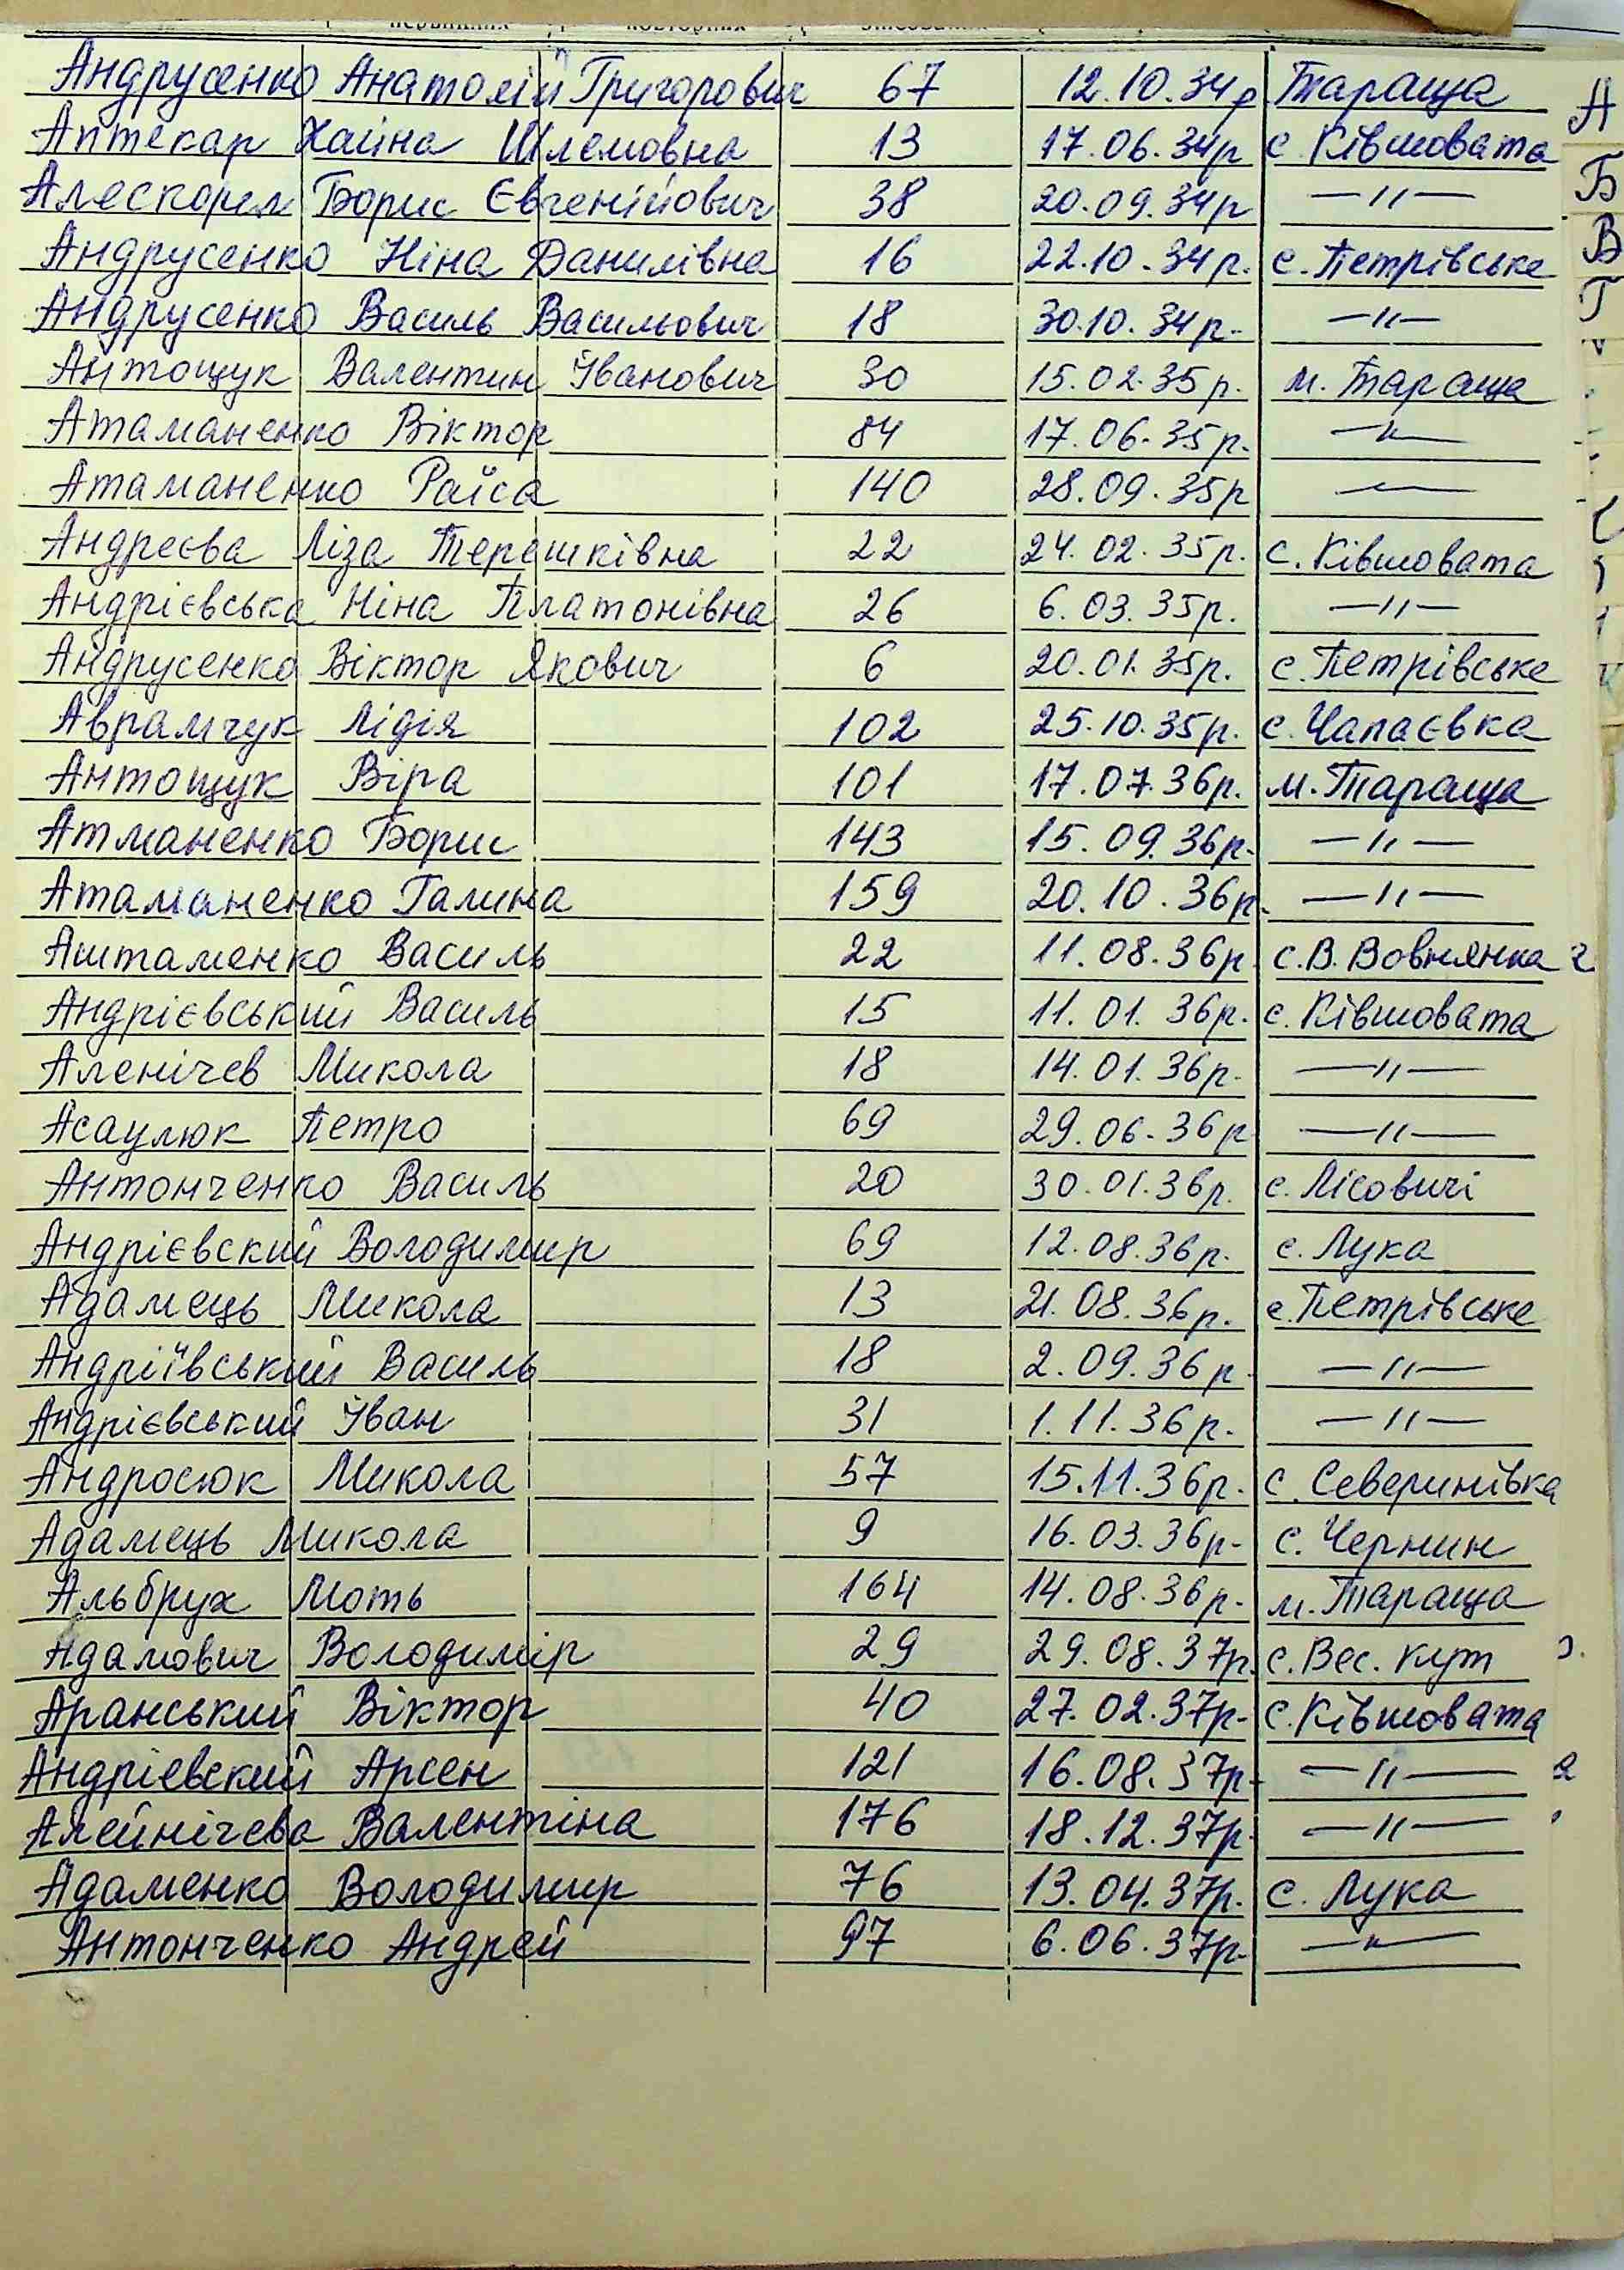 Андрусенко Анатолій Григорович 67 12.10.34р Тараща
Аптекар Хайна Шлемовна 13 17.06.34р с. Ківшовата
Алескорел Борис Євгенійович 38 20.09.34р —"—
Андрусенко Ніна Данилівна 16 22.10.34р. с. Петрівське
Андрусенко Василь Васильович 18 30.10.34р. —"—
Антощук Валентин Іванович 30 15.02.35р. м. Тараща
Атаманенко Віктор 84 17.06.35р. —"—
Атаманенко Раїса 140 28.09.35р —"—
Андреєва Ліза Терешківна 22 24.02.35р. с. Ківшовата
Андрієвська Ніна Платонівна 26 6.03.35р. —"—
Андрусенко Віктор Якович 6 20.01.35р. с. Петрівське
Аврамчук Лідія 102 25.10.35р. с. Чапаєвка
Антощук Віра 101 17.07.36р. м. Тараща
Атманенко Борис 143 15.09.36р. —"—
Атаманенко Галина 159 20.10.36р. —"—
Аштаменко Василь 22 11.08.36р с. В. Вовнянка
Андрієвський Василь 15 11.01.36р. с. Ківшовата
Аленічев Микола 18 14.01.36р. —"—
Асаулюк Петро 69 29.06.36р —"—
Антонченко Василь 20 30.01.36р. с. Лісовичі
Андрієвский Володимир 69 12.08.36р. с. Лука
Адамець Микола 13 21.08.36р. с. Петрівське
Андріївський Василь 18 2.09.36р. —"—
Андрієвський Іван 31 1.11.36р. —"—
Андросюк Микола 57 15.11.36р. с. Северинівка
Адамець Микола 9 16.03.36р. с. Чернин
Альбрух Моть 164 14.08.36р. м. Тараща
Адамович Володимір 29 29.08.37р. с. Вес. Кут
Аранський Віктор 40 27.02.37р. с. Ківшовата
Андріевский Арсен 121 16.08.37р. —"—
Алейнічева Валентіна 176 18.12.37р. —"—
Адаменко Володимир 76 13.04.37р. с. Лука
Антонченко Андрей 97 6.06.37р. —"—
А
Б
В
Г